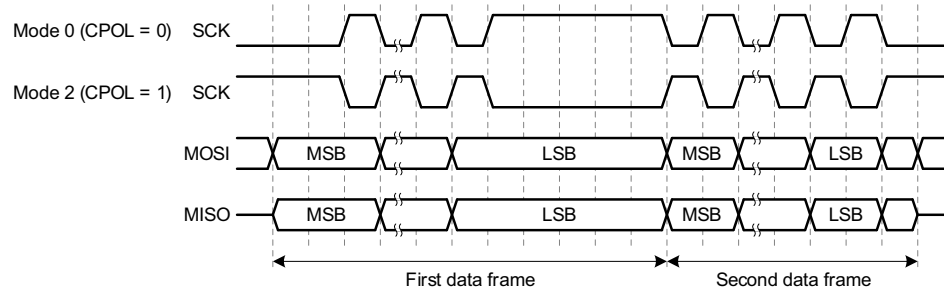 Mode 0 (CPOL = 0) SCK
Mode 2 (CPOL = 1) SCK
MOSI MSB LSB MSB LSB
MISO MSB LSB MSB LSB
First data frame Second data frame